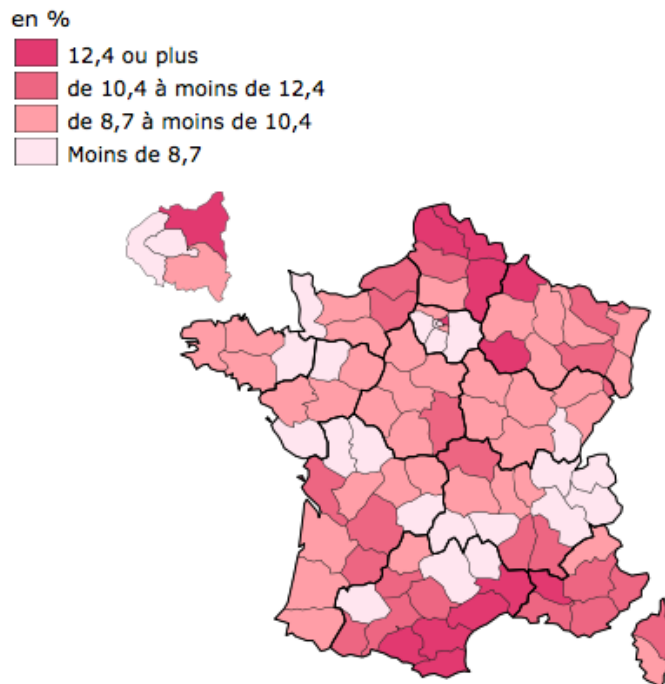 en %
12,4 ou plus
de 10,4 à moins de 12,4
de 8,7 à moins de 10,4
Moins de 8,7